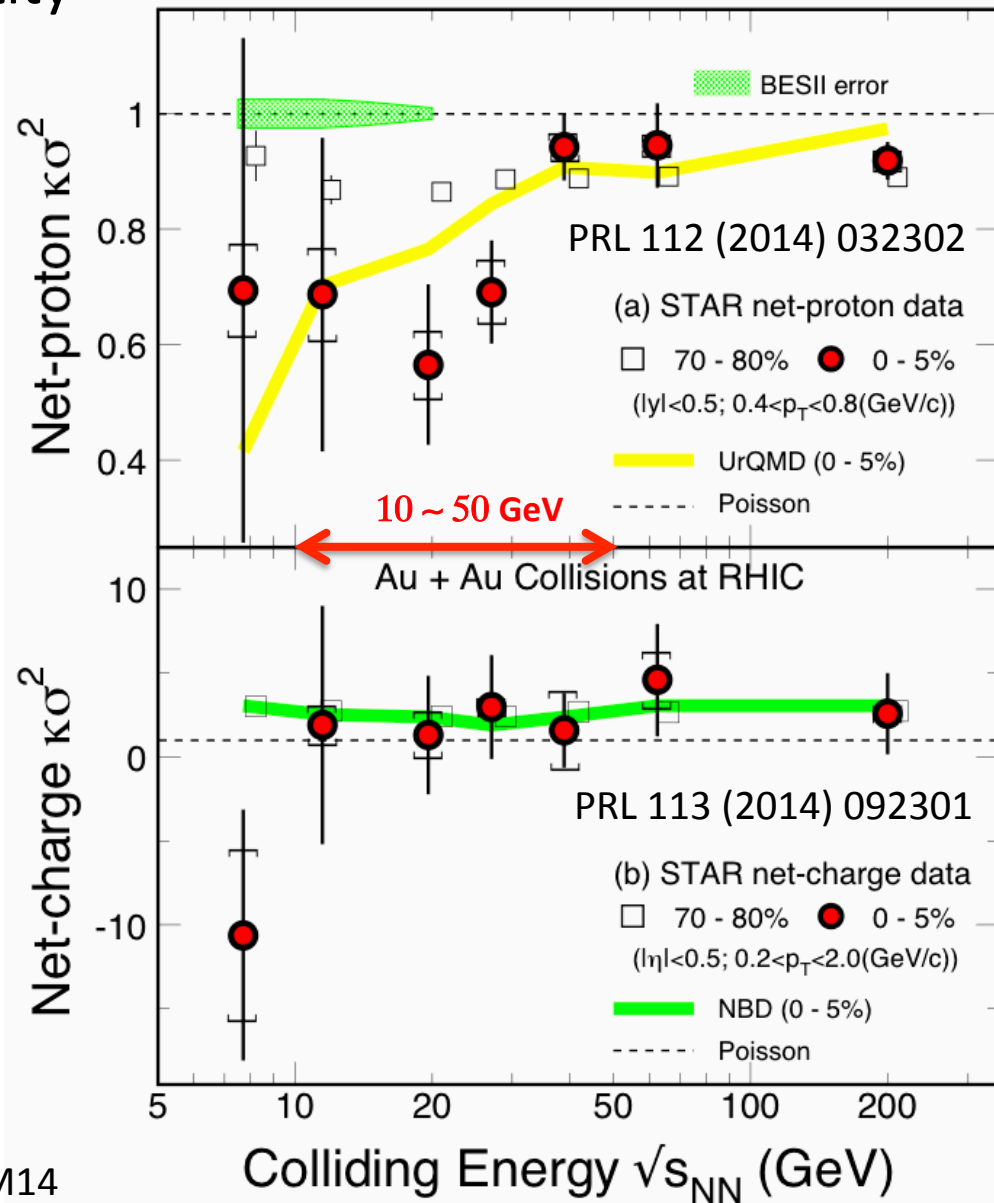 BESII error
1
0.8
0.6
0.4
Net-proton κσ²
PRL 112 (2014) 032302
(a) STAR net-proton data
70 - 80% 0 - 5%
(|y|<0.5; 0.4<p_T<0.8(GeV/c))
UrQMD (0 - 5%)
Poisson
10 ~ 50 GeV
Au + Au Collisions at RHIC
10
0
-10
Net-charge κσ²
PRL 113 (2014) 092301
(b) STAR net-charge data
70 - 80% 0 - 5%
(|η|<0.5; 0.2<p_T<2.0(GeV/c))
NBD (0 - 5%)
Poisson
5 10 20 50 100 200
Colliding Energy √s_NN (GeV)
M14